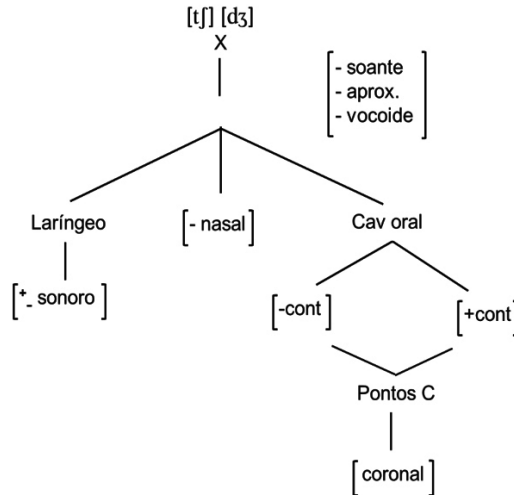 [tʃ] [dʒ]
X
[- soante
- aprox.
- vocoide]
Laríngeo
[- nasal]
Cav oral
[+- sonoro]
[-cont]
[+cont]
Pontos C
[coronal]